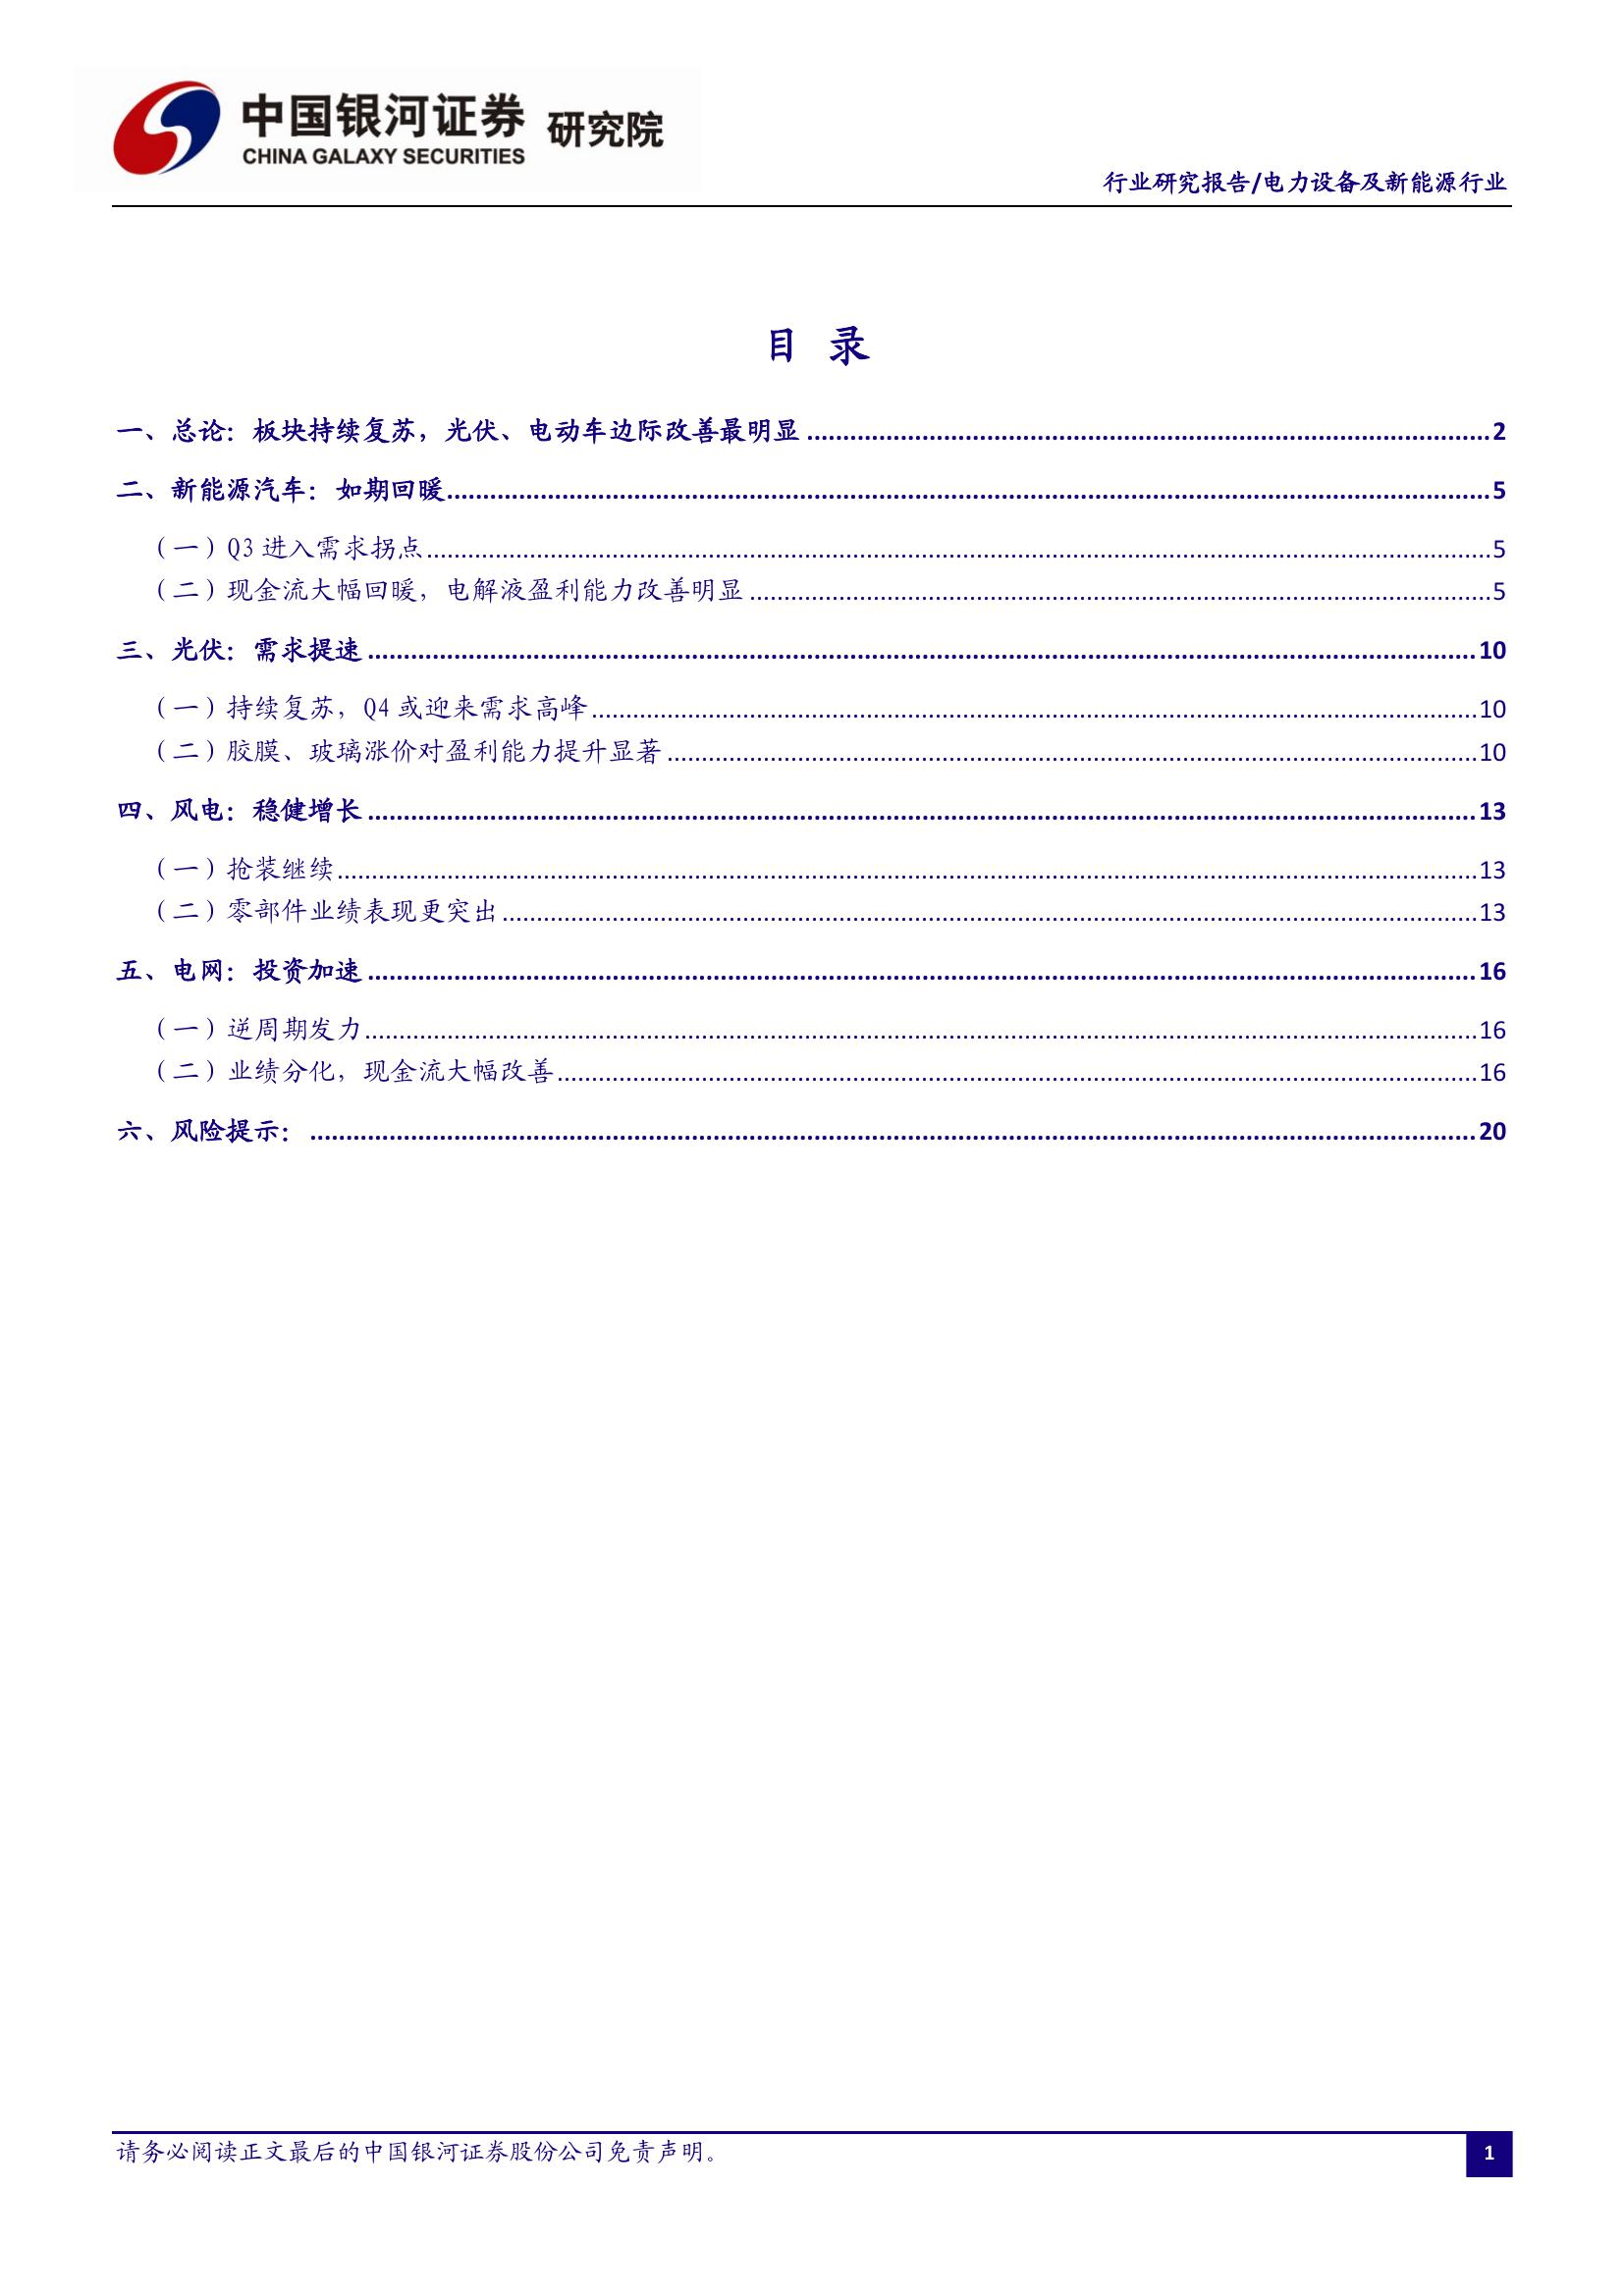 中国银河证券 研究院
CHINA GALAXY SECURITIES
行业研究报告/电力设备及新能源行业
目 录
一、总论：板块持续复苏，光伏、电动车边际改善最明显 2
二、新能源汽车：如期回暖 5
（一）Q3 进入需求拐点 5
（二）现金流大幅回暖，电解液盈利能力改善明显 5
三、光伏：需求提速 10
（一）持续复苏，Q4 或迎来需求高峰 10
（二）胶膜、玻璃涨价对盈利能力提升显著 10
四、风电：稳健增长 13
（一）抢装继续 13
（二）零部件业绩表现更突出 13
五、电网：投资加速 16
（一）逆周期发力 16
（二）业绩分化，现金流大幅改善 16
六、风险提示： 20
请务必阅读正文最后的中国银河证券股份公司免责声明。
1